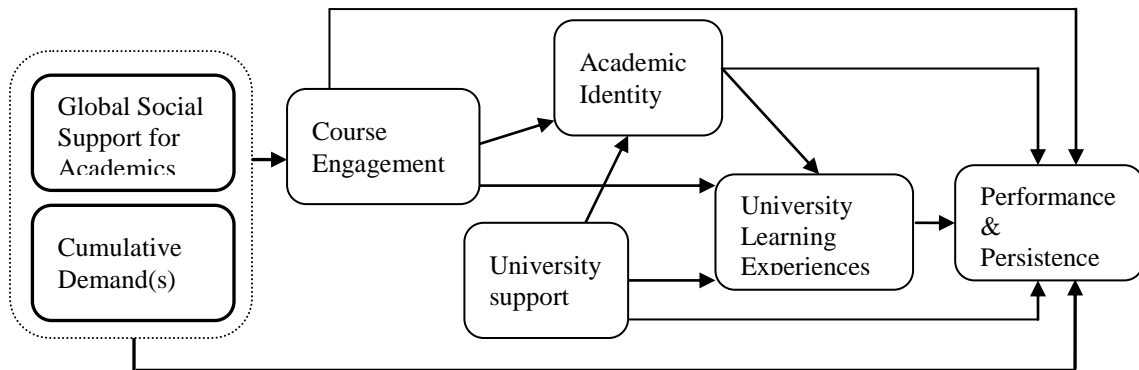 Global Social
Support for
Academics
Cumulative
Demand(s)
Course
Engagement
Academic
Identity
University
support
University
Learning
Experiences
Performance
&
Persistence